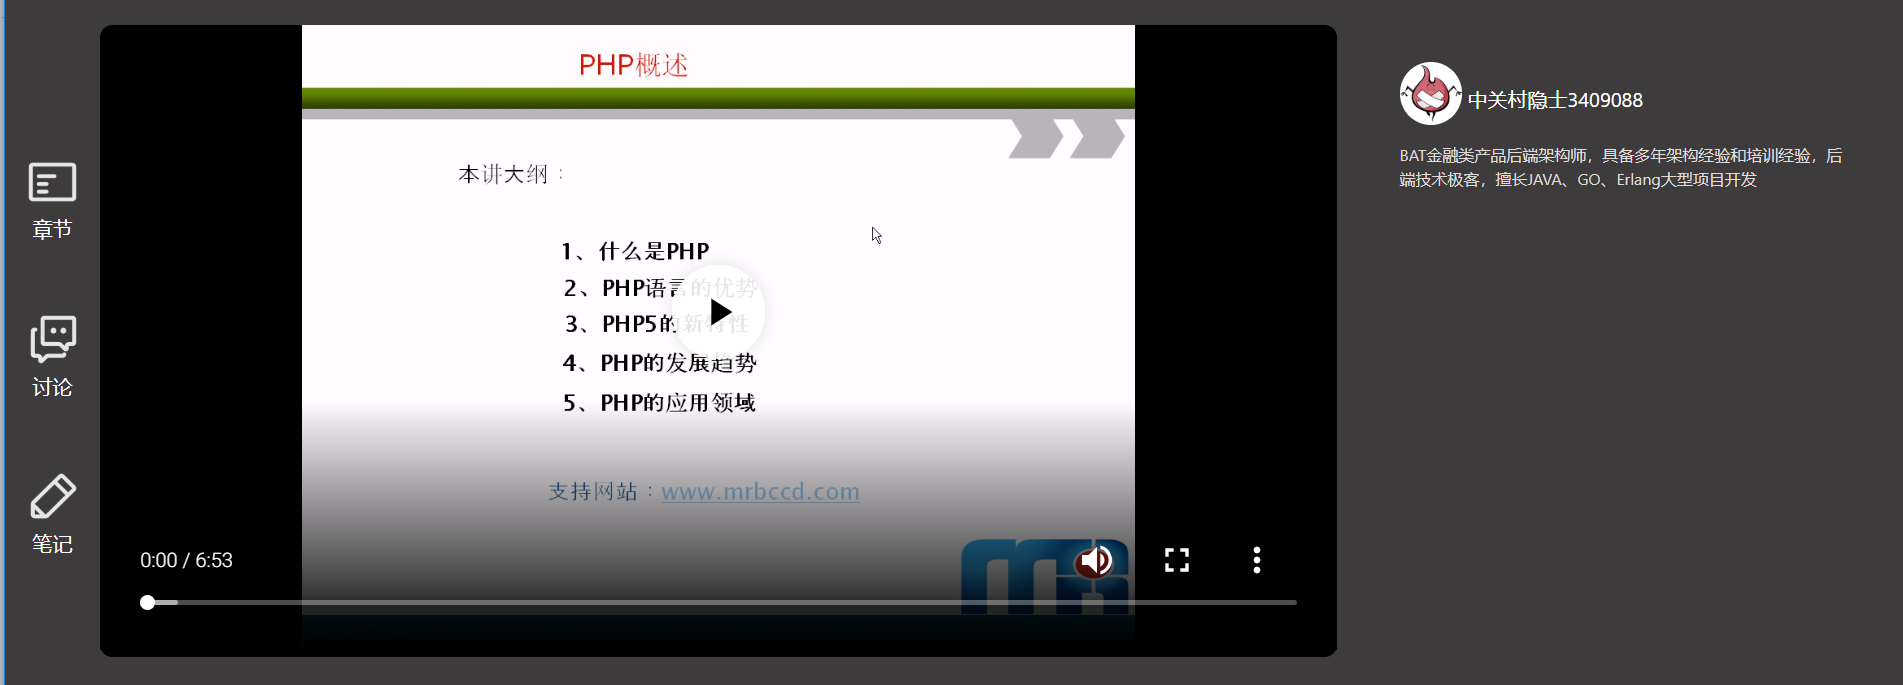 PHP概述
本讲大纲：
1、什么是PHP
2、PHP语言的优势
3、PHP5的新特性
4、PHP的发展趋势
5、PHP的应用领域
支持网站：www.mrbccd.com
0:00 / 6:53
章节
讨论
笔记
中关村隐士3409088
BAT金融类产品后端架构师，具备多年架构经验和培训经验，后
端技术极客，擅长JAVA、GO、Erlang大型项目开发